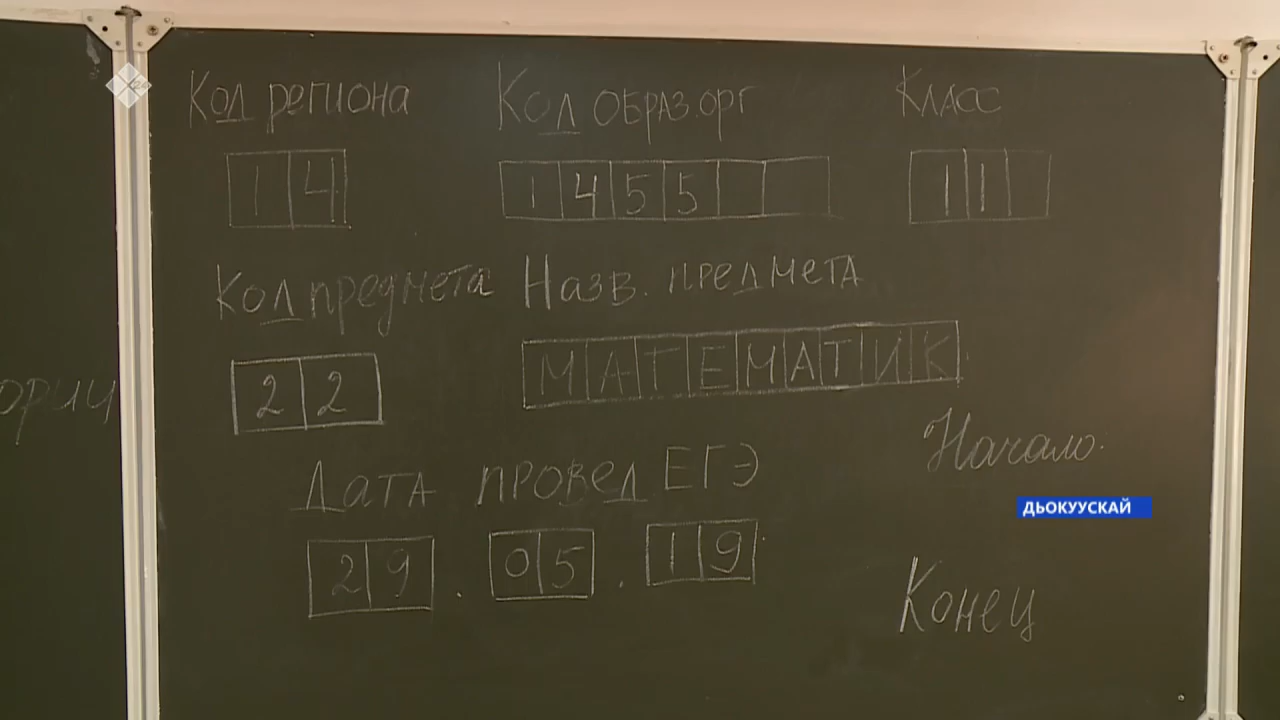 Код региона Код ОБРАЗ.ОРГ Класс
14 1455 11
Код предмета Назв. предмета
22 МАТЕМАТИК
ории
Дата провед ЕГЭ
Начало
ДЬОКУУСКАЙ
29.05.19
Конец